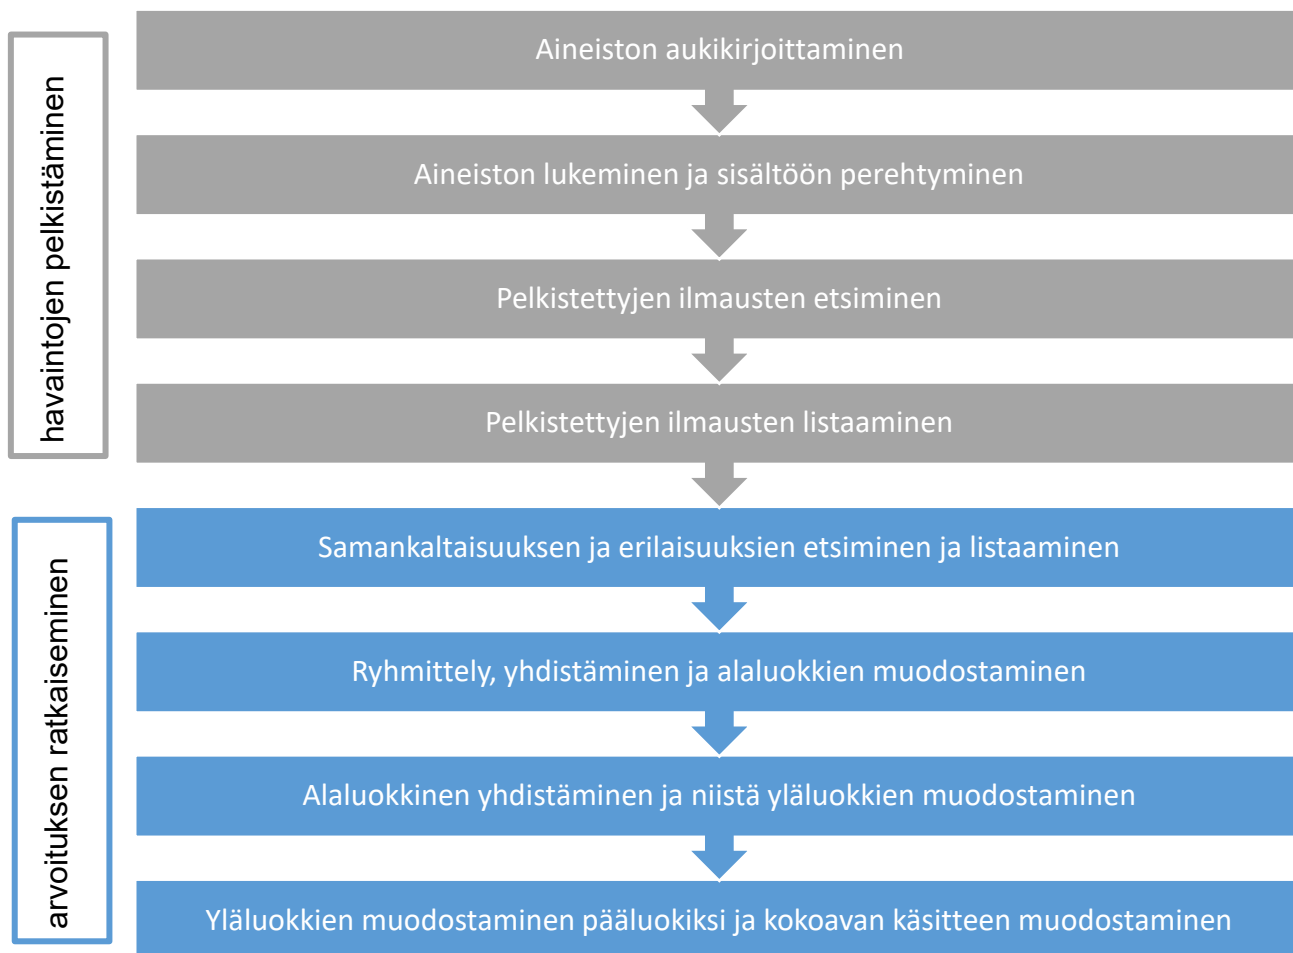 havaintojen pelkistäminen
Aineiston aukikirjoittaminen
Aineiston lukeminen ja sisältöön perehtyminen
Pelkistettyjen ilmausten etsiminen
Pelkistettyjen ilmausten listaaminen
arvoituksen ratkaiseminen
Samankaltaisuuksen ja erilaisuuksien etsiminen ja listaaminen
Ryhmittely, yhdistäminen ja alaluokkien muodostaminen
Alaluokkinen yhdistäminen ja niistä yläluokkien muodostaminen
Yläluokkien muodostaminen pääluokiksi ja kokoavan käsitteen muodostaminen